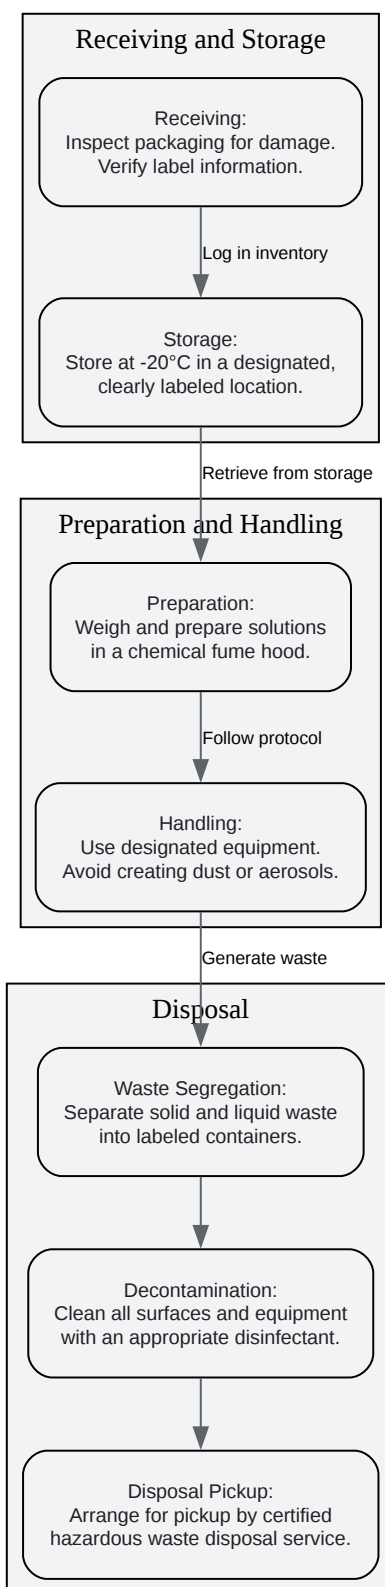 Receiving and Storage
Receiving:
Inspect packaging for damage.
Verify label information.
Log in inventory
Storage:
Store at -20°C in a designated,
clearly labeled location.
Retrieve from storage
Preparation and Handling
Preparation:
Weigh and prepare solutions
in a chemical fume hood.
Follow protocol
Handling:
Use designated equipment.
Avoid creating dust or aerosols.
Generate waste
Disposal
Waste Segregation:
Separate solid and liquid waste
into labeled containers.
Decontamination:
Clean all surfaces and equipment
with an appropriate disinfectant.
Disposal Pickup:
Arrange for pickup by certified
hazardous waste disposal service.